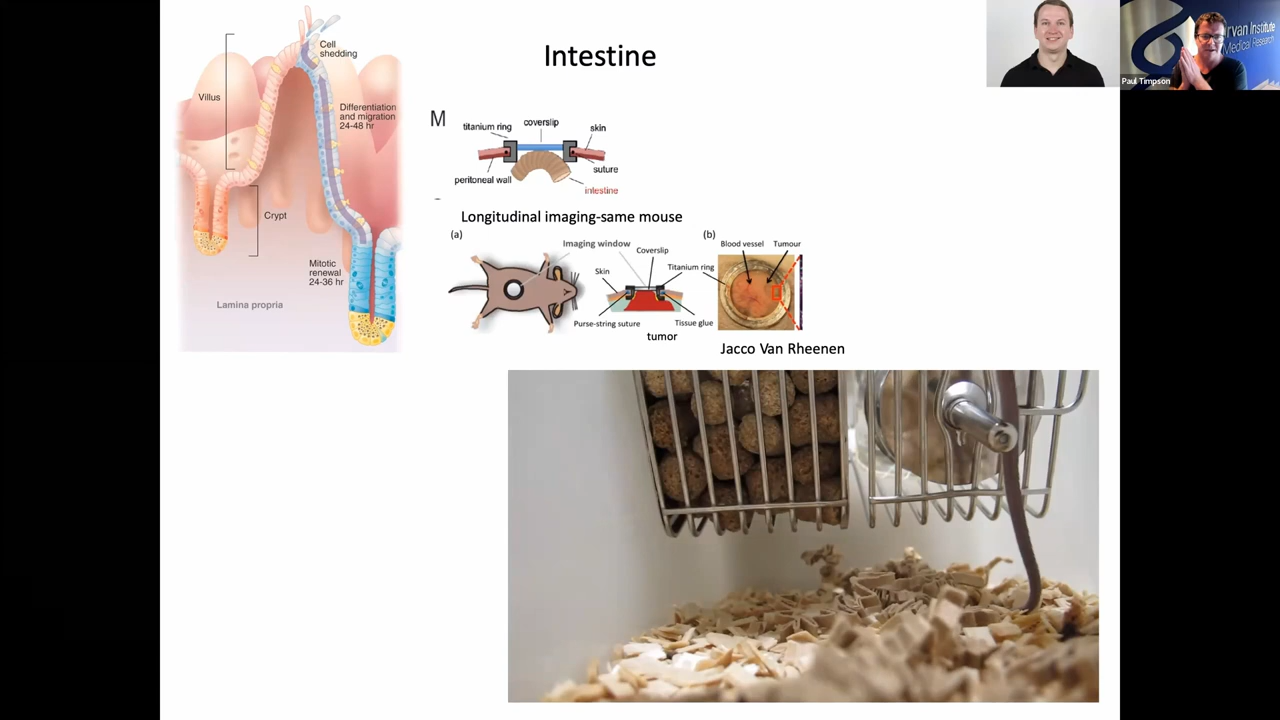 Intestine
Cell
shedding
Villus
Differentiation
and migration
24-48 hr
Crypt
Mitotic
renewal
24-36 hr
Lamina propria
M
titanium ring
coverslip
skin
suture
peritoneal wall
intestine
Longitudinal imaging-same mouse
(a)
Imaging window
Coverslip
Skin
Titanium ring
Purse-string suture
Tissue glue
tumor
(b)
Blood vessel
Tumour
Jacco Van Rheenen
Paul Timpson
rvan Institute
Medical Research